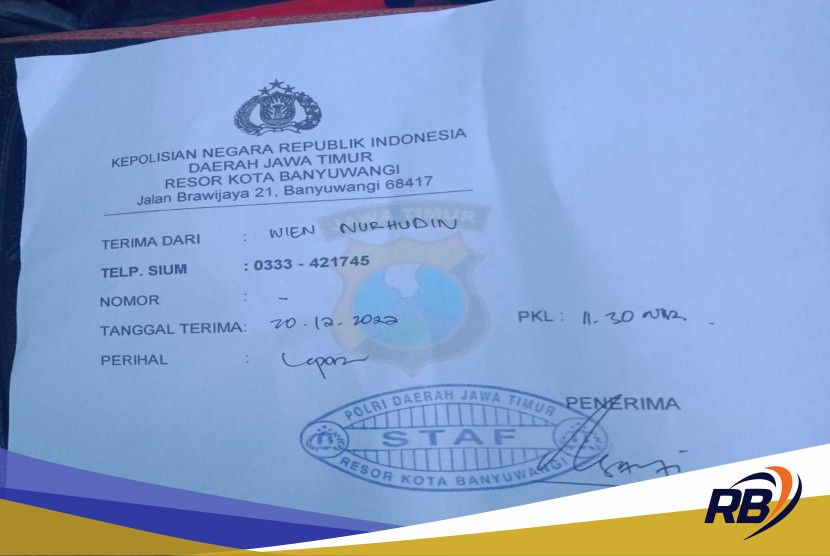 KEPOLISIAN NEGARA REPUBLIK INDONESIA
DAERAH JAWA TIMUR
RESOR KOTA BANYUWANGI
Jalan Brawijaya 21, Banyuwangi 68417
JAWA TIMUR
TERIMA DARI : WIEN NURHUDIN
TELP. SIUM : 0333 - 421745
NOMOR : -
TANGGAL TERIMA: 20.12.2022 PKL : 11.30
PERIHAL :
PENERIMA
POLRI DAERAH JAWA TIMUR
STAF
RESOR KOTA BANYUWANGI
RB